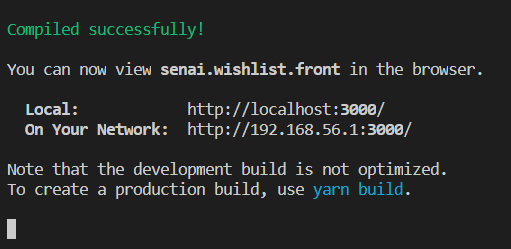 Compiled successfully!
You can now view senai.wishlist.front in the browser.
Local: http://localhost:3000/
On Your Network: http://192.168.56.1:3000/
Note that the development build is not optimized.
To create a production build, use yarn build.